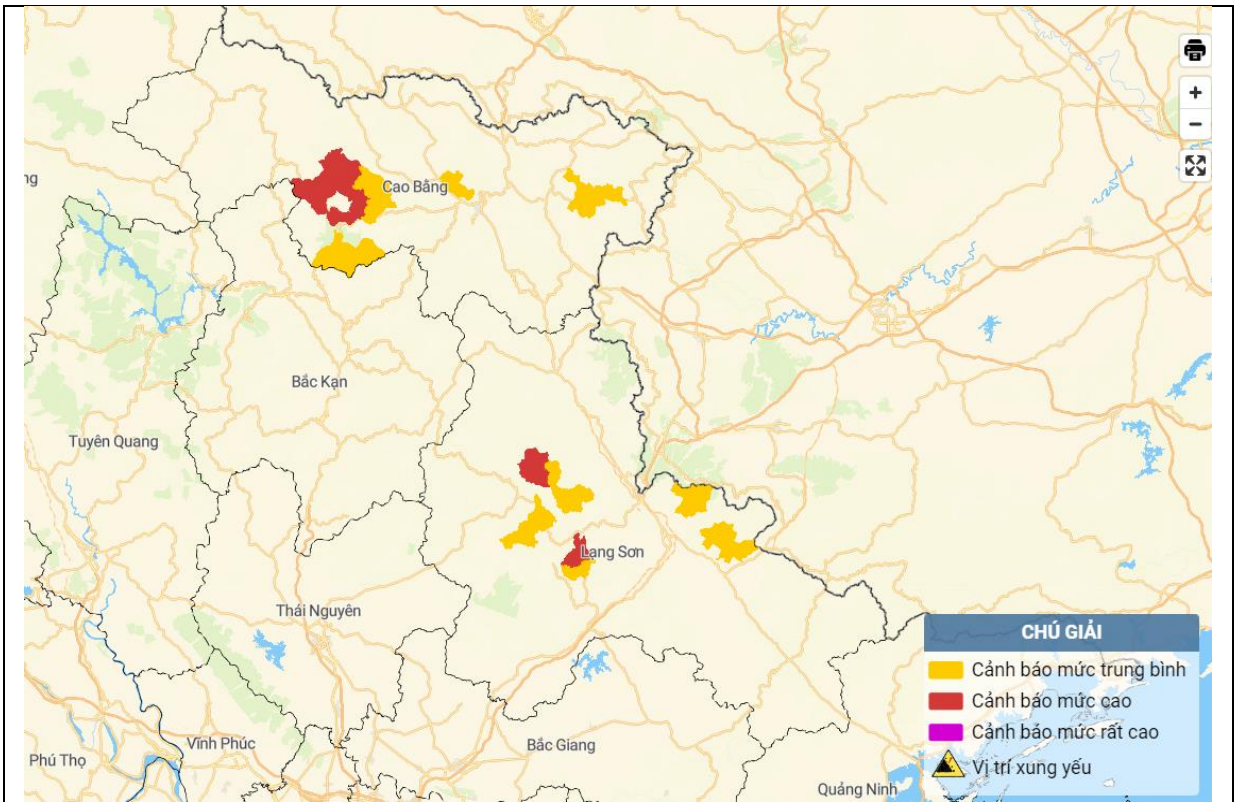 ng
Cao Bằng
Bắc Kạn
Tuyên Quang
Lạng Sơn
Thái Nguyên
CHÚ GIẢI
Cảnh báo mức trung bình
Cảnh báo mức cao
Cảnh báo mức rất cao
Vị trí xung yếu
Vĩnh Phúc
Bắc Giang
Phú Thọ
Quảng Ninh
+
−